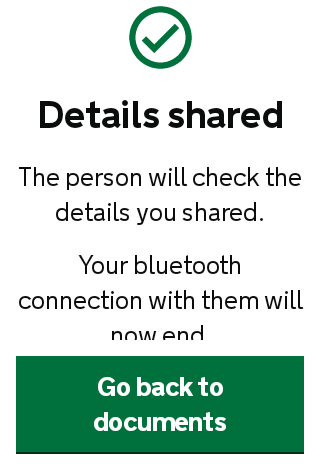 Details shared
The person will check the
details you shared.
Your bluetooth
connection with them will
now end
Go back to
documents